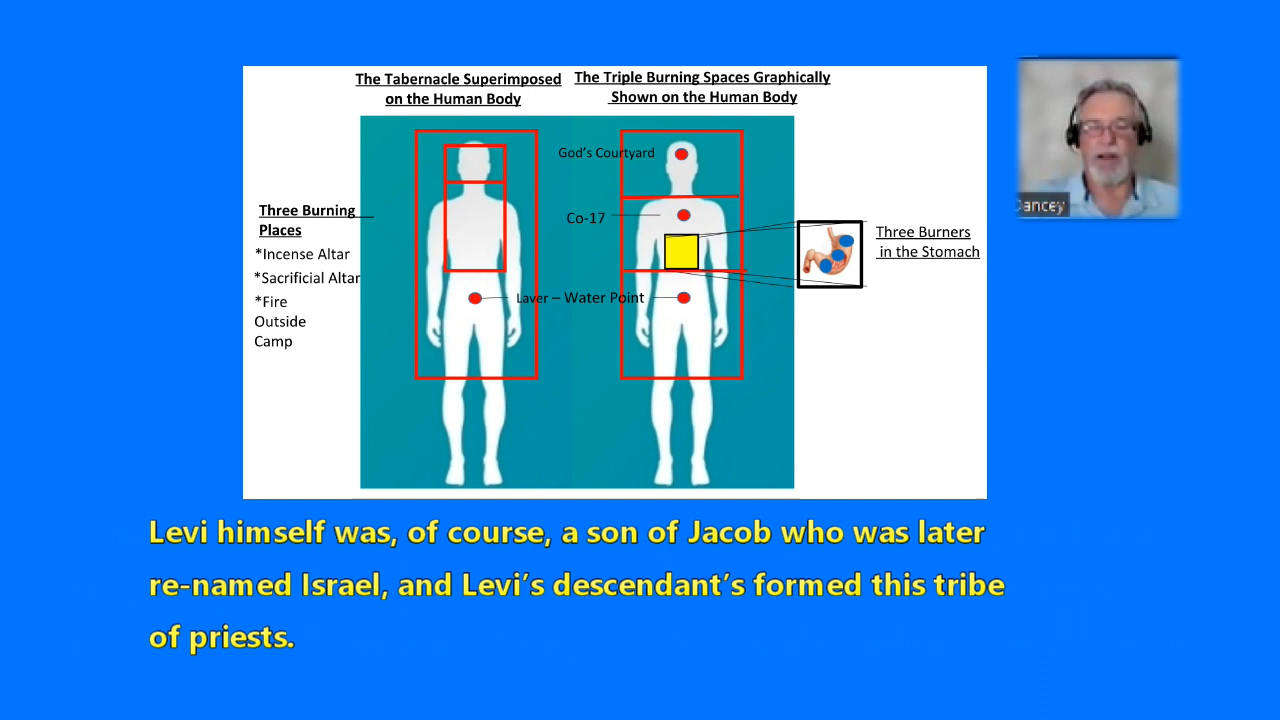 The Tabernacle Superimposed
on the Human Body
The Triple Burning Spaces Graphically
Shown on the Human Body
God's Courtyard
Three Burning
Places
*Incense Altar
*Sacrificial Altar
*Fire
Outside
Camp
Co-17
Laver – Water Point
Three Burners
in the Stomach
Dancey
Levi himself was, of course, a son of Jacob who was later
re-named Israel, and Levi’s descendant’s formed this tribe
of priests.